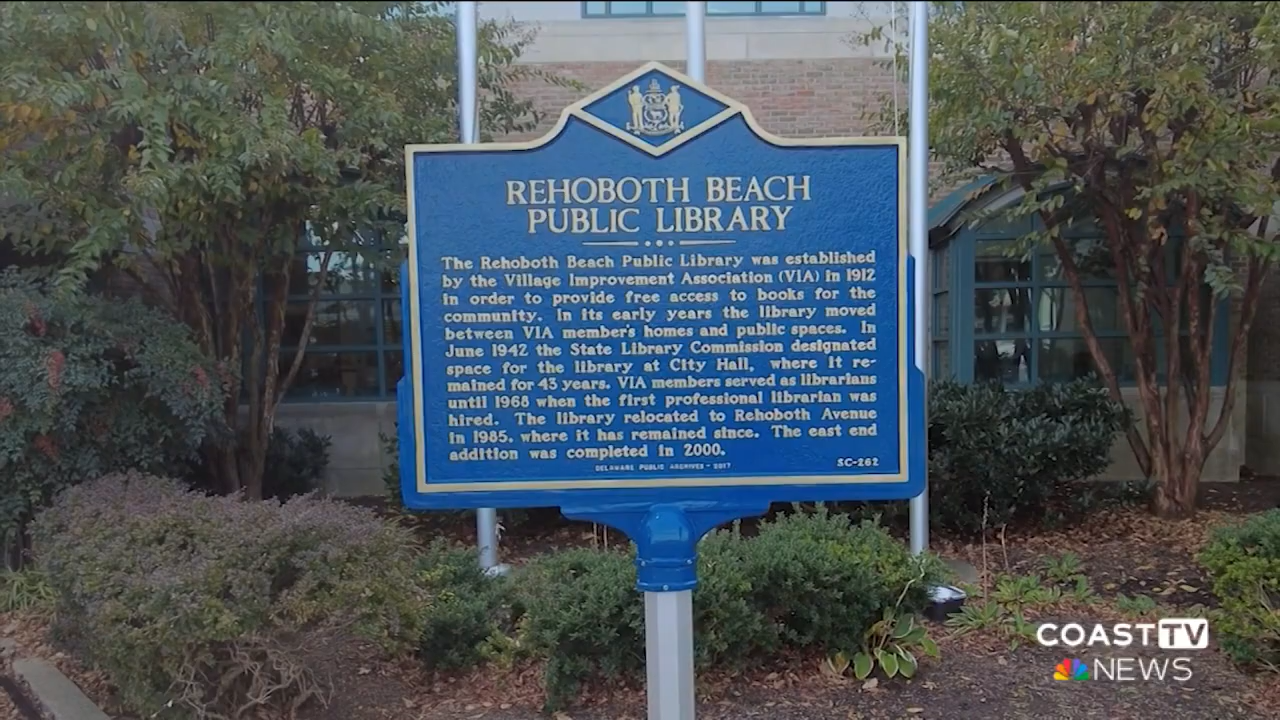 REHOBOTH BEACH
PUBLIC LIBRARY
The Rehoboth Beach Public Library was established
by the Village Improvement Association (VIA) in 1912
in order to provide free access to books for the
community. In its early years the library moved
between VIA member's homes and public spaces. In
June 1942 the State Library Commission designated
space for the library at City Hall, where it re-
mained for 43 years. VIA members served as librarians
until 1968 when the first professional librarian was
hired. The library relocated to Rehoboth Avenue
in 1985, where it has remained since. The east end
addition was completed in 2000.
DELAWARE PUBLIC ARCHIVES - 2017
SC-262
COAST TV
NEWS